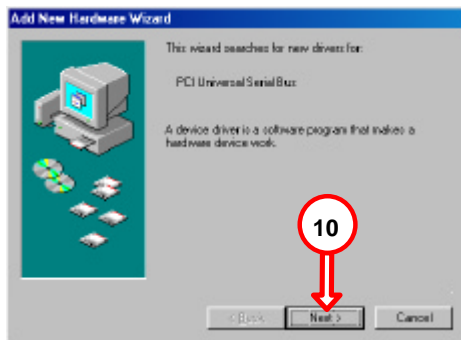 Add New Hardware Wizard
This wizard searches for new drivers for:
PCI Universal Serial Bus
A device driver is a software program that makes a
hardware device work.
10
< Back
Next >
Cancel